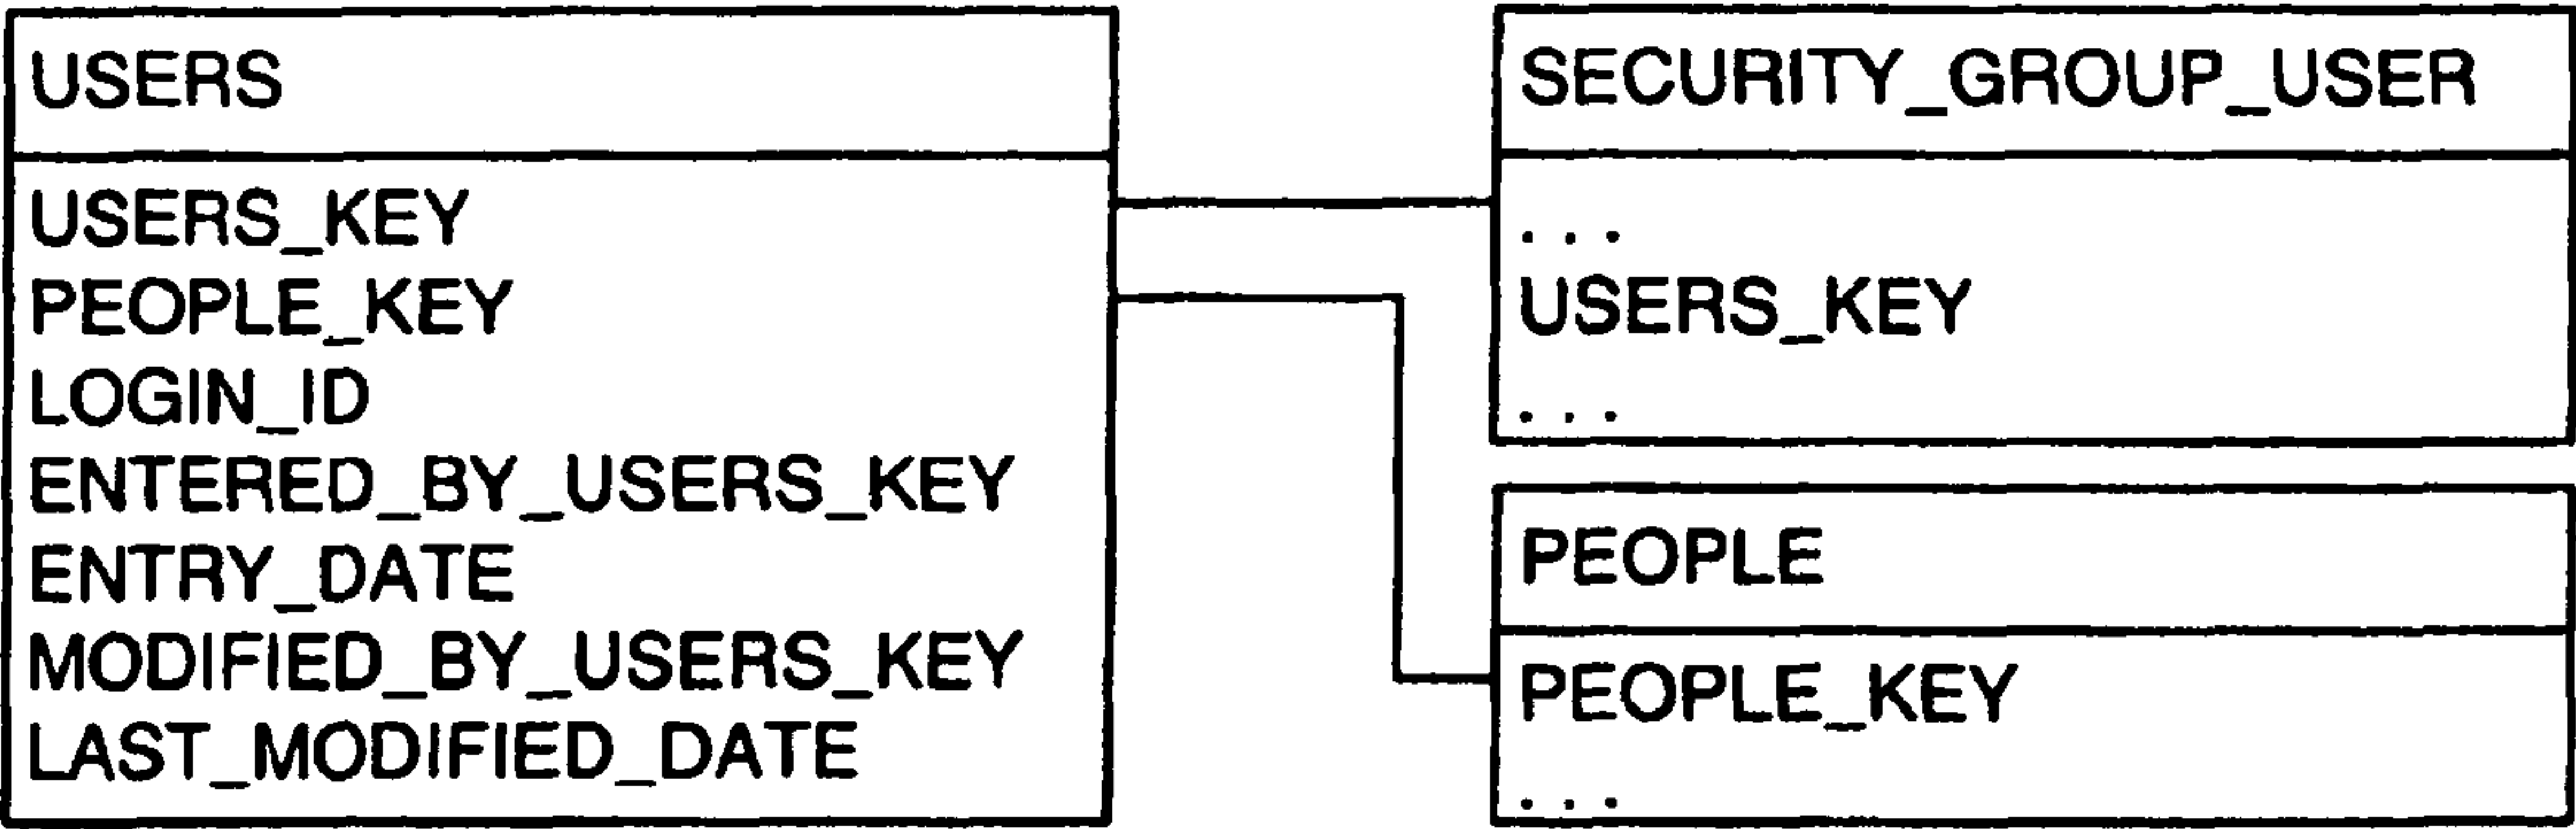 USERS
USERS_KEY
PEOPLE_KEY
LOGIN_ID
ENTERED_BY_USERS_KEY
ENTRY_DATE
MODIFIED_BY_USERS_KEY
LAST_MODIFIED_DATE
SECURITY_GROUP_USER
...
USERS_KEY
...
PEOPLE
PEOPLE_KEY
...